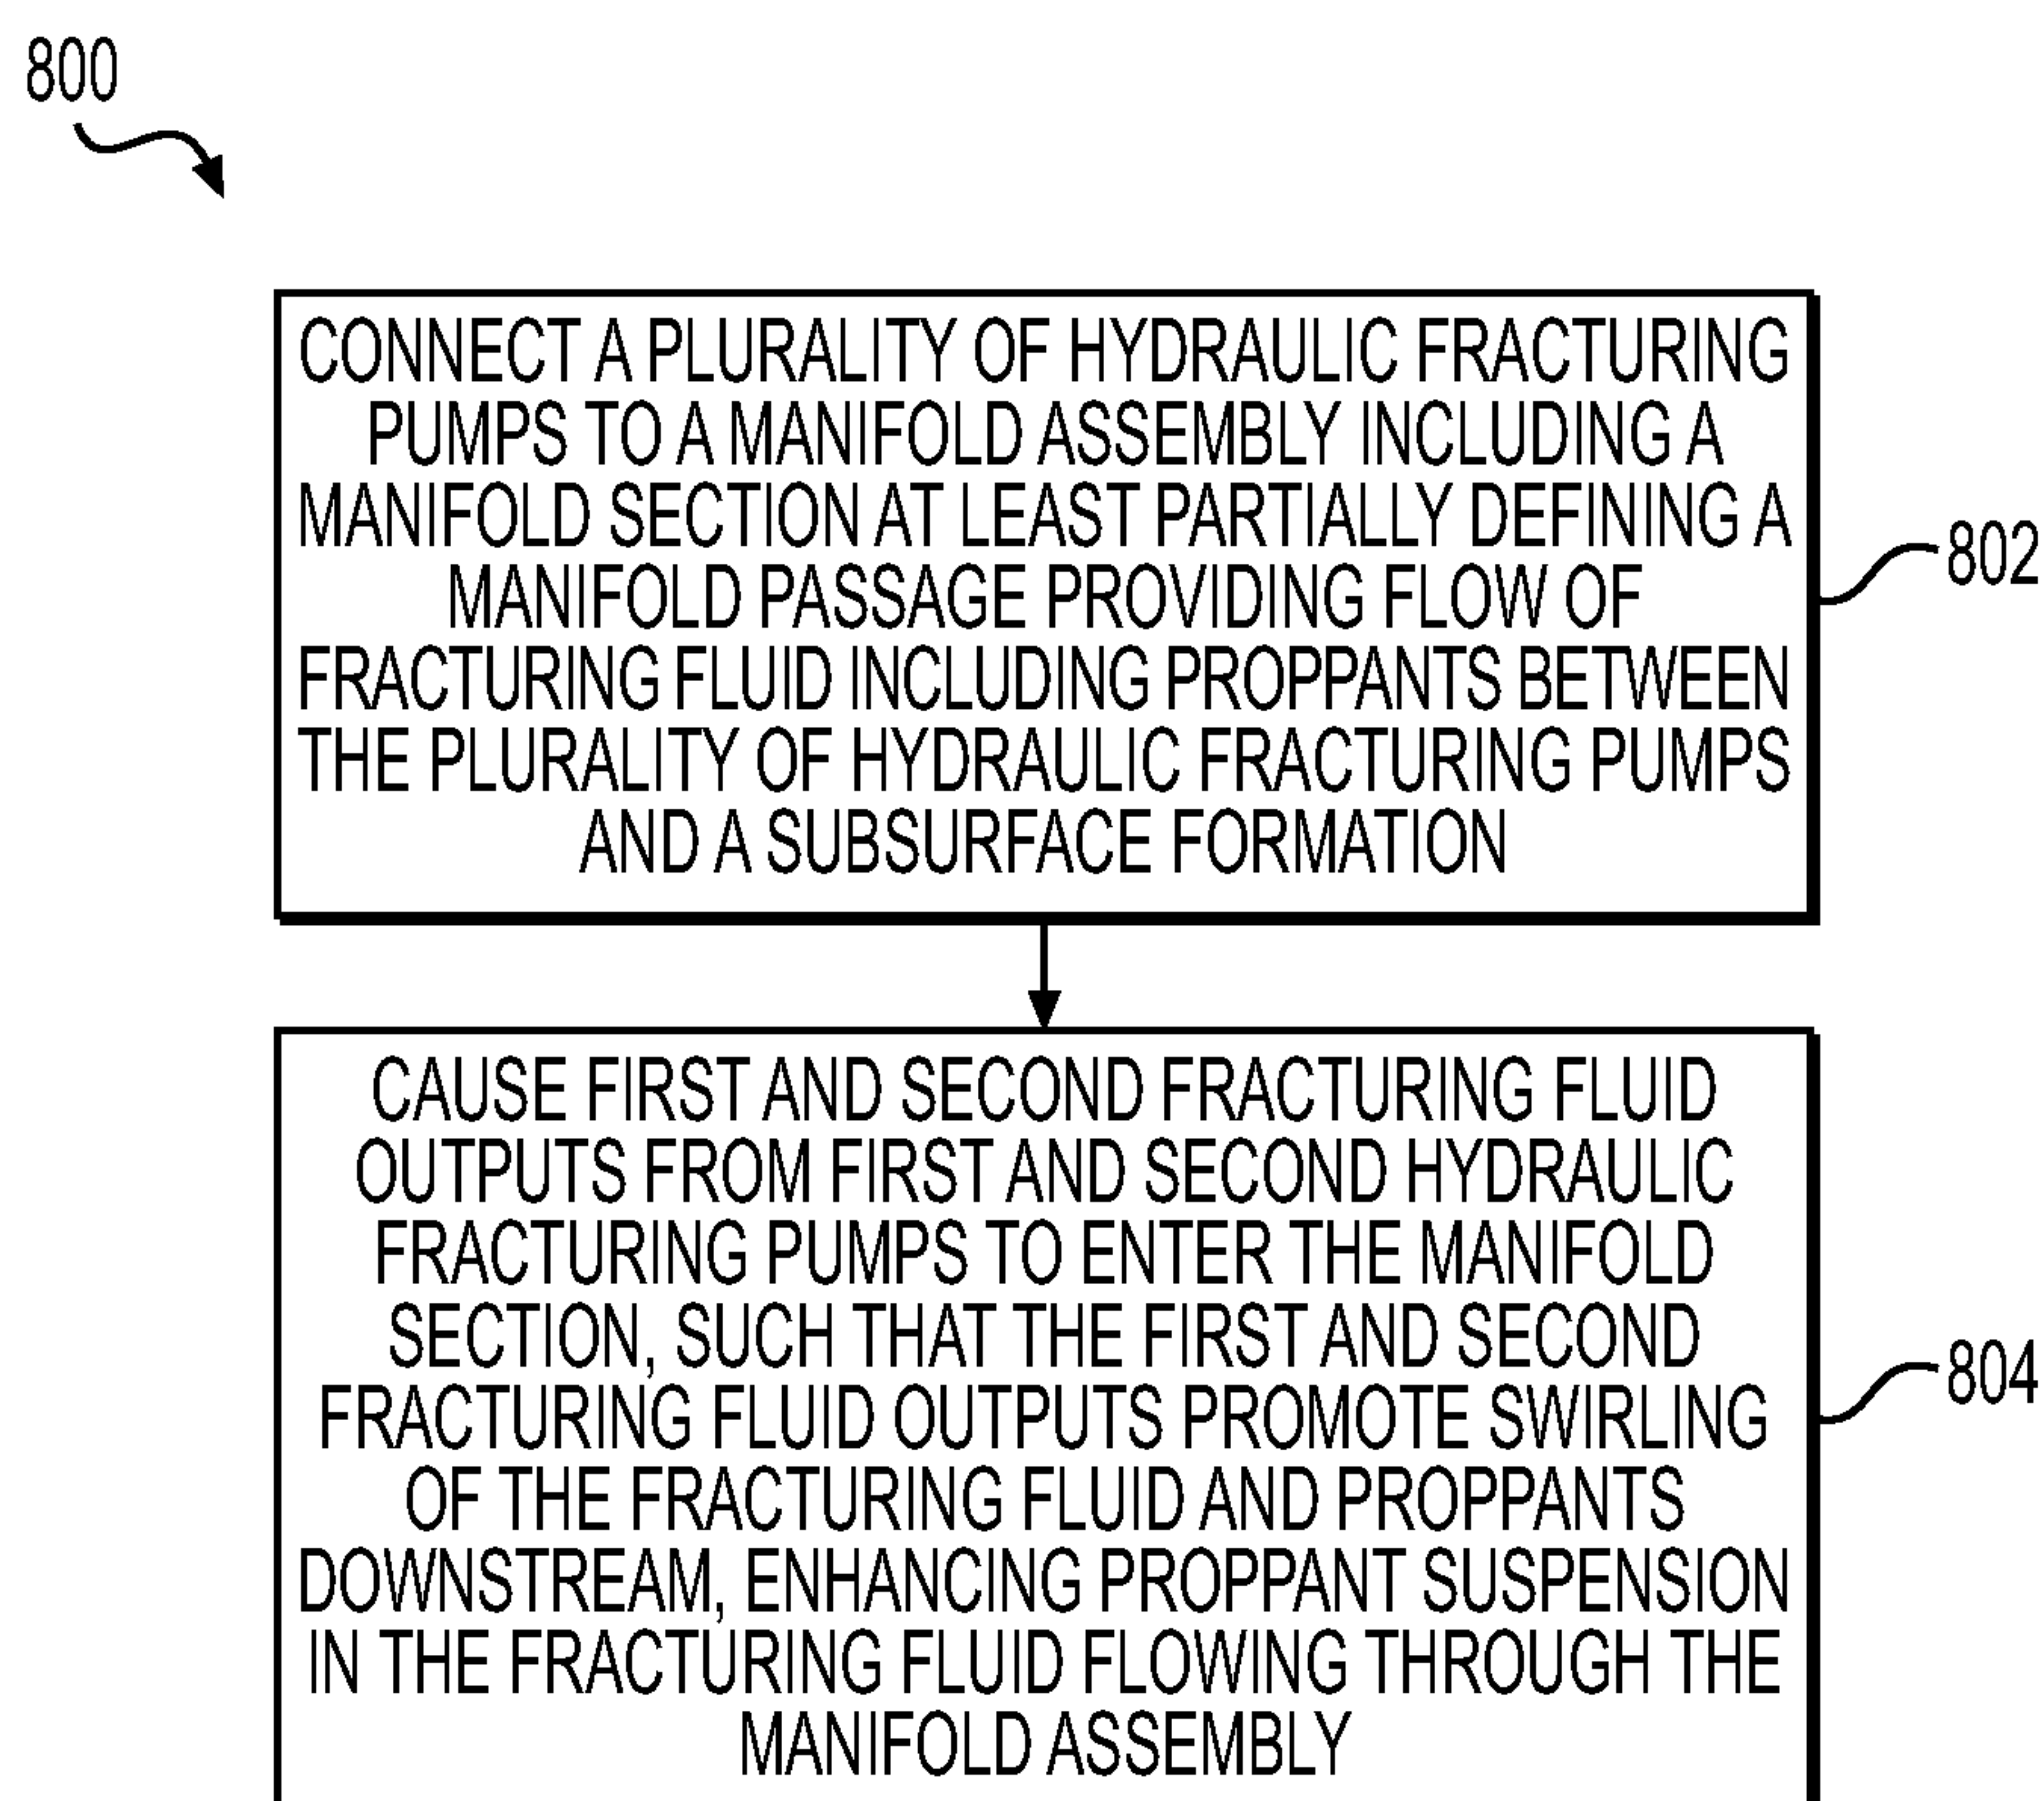 800
CONNECT A PLURALITY OF HYDRAULIC FRACTURING
PUMPS TO A MANIFOLD ASSEMBLY INCLUDING A
MANIFOLD SECTION AT LEAST PARTIALLY DEFINING A
MANIFOLD PASSAGE PROVIDING FLOW OF
FRACTURING FLUID INCLUDING PROPPANTS BETWEEN
THE PLURALITY OF HYDRAULIC FRACTURING PUMPS
AND A SUBSURFACE FORMATION
802
CAUSE FIRST AND SECOND FRACTURING FLUID
OUTPUTS FROM FIRST AND SECOND HYDRAULIC
FRACTURING PUMPS TO ENTER THE MANIFOLD
SECTION, SUCH THAT THE FIRST AND SECOND
FRACTURING FLUID OUTPUTS PROMOTE SWIRLING
OF THE FRACTURING FLUID AND PROPPANTS
DOWNSTREAM, ENHANCING PROPPANT SUSPENSION
IN THE FRACTURING FLUID FLOWING THROUGH THE
MANIFOLD ASSEMBLY
804